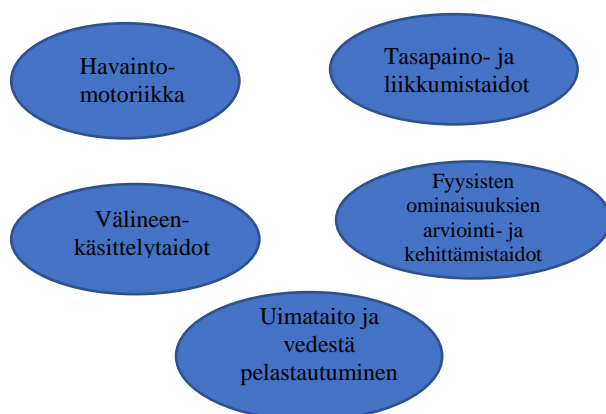 Havainto-
motoriikka
Tasapaino- ja
liikkumistaidot
Välineen-
käsittelytaidot
Fyysisten
ominaisuuksien
arviointi- ja
kehittämistaidot
Uimataito ja
vedestä
pelastautuminen